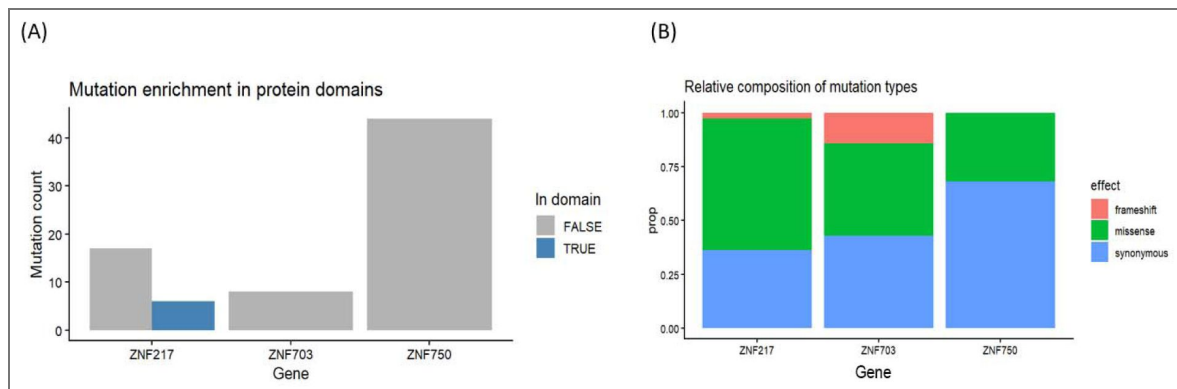 (A)
Mutation enrichment in protein domains
Mutation count
40
30
20
10
0
ZNF217
ZNF703
ZNF750
Gene
In domain
FALSE
TRUE
(B)
Relative composition of mutation types
prop
1.00
0.75
0.50
0.25
0.00
ZNF217
ZNF703
ZNF750
Gene
effect
frameshift
missense
synonymous